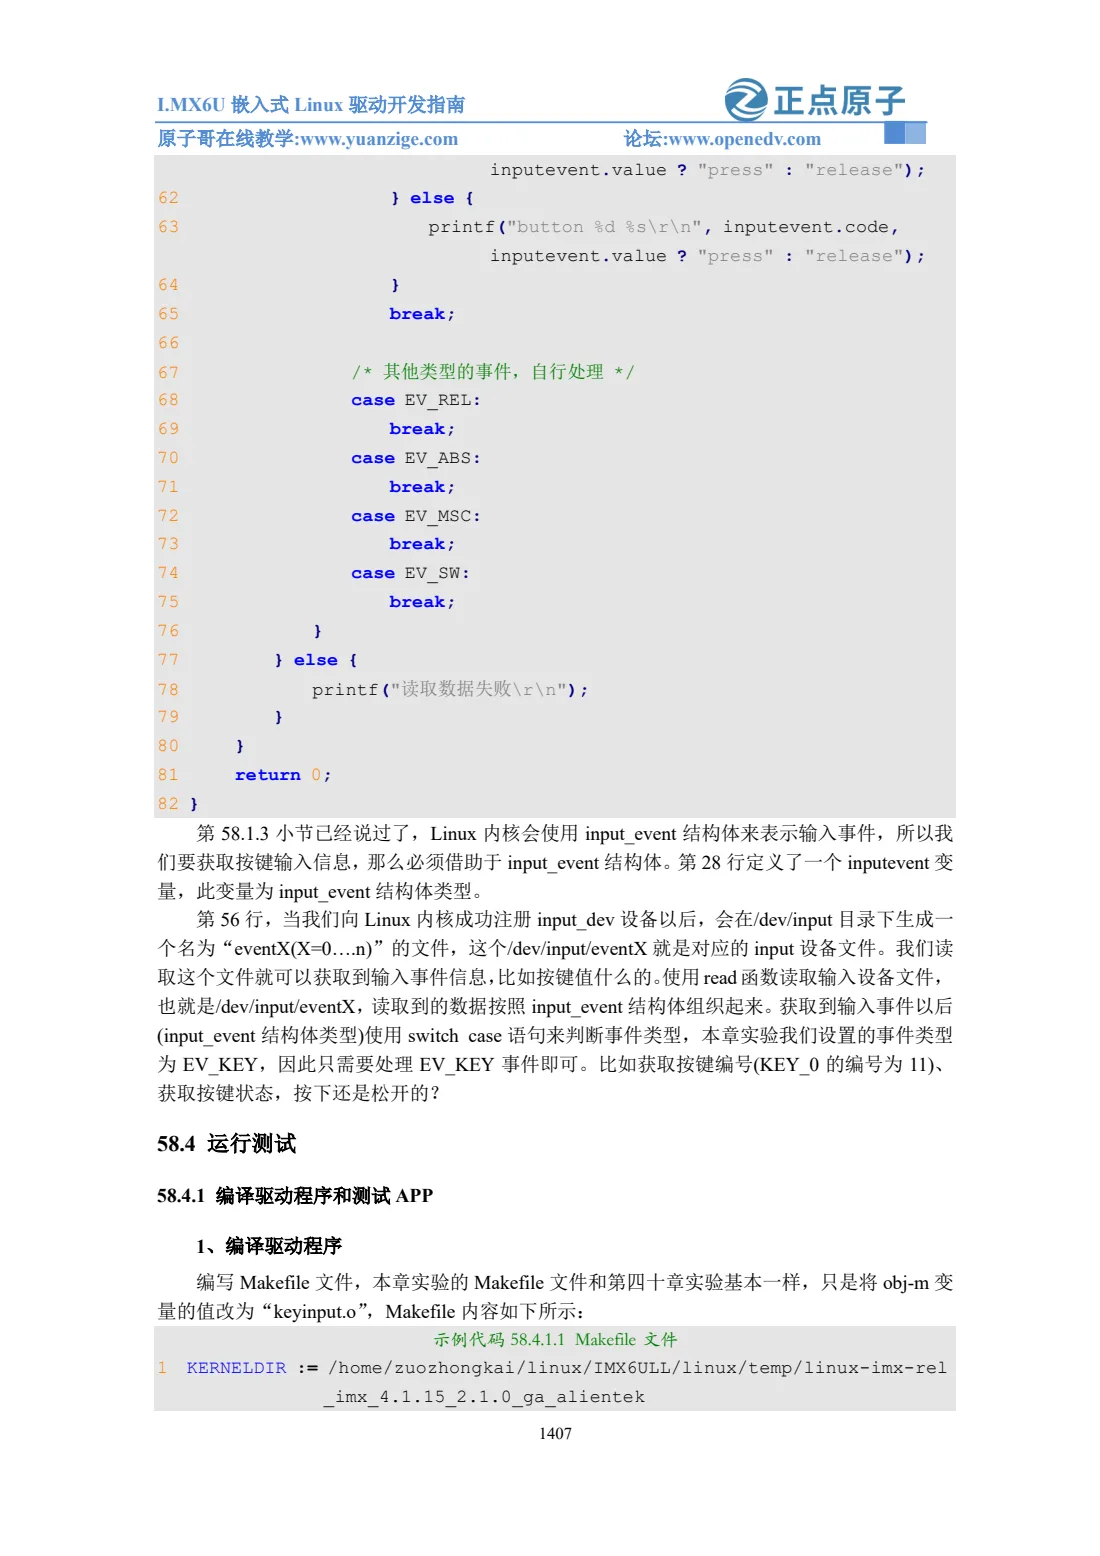 I.MX6U 嵌入式 Linux 驱动开发指南
正点原子
原子哥在线教学:www.yuanzige.com 论坛:www.openedv.com
inputevent.value ? "press" : "release");
62 } else {
63 printf("button %d %s\r\n", inputevent.code,
inputevent.value ? "press" : "release");
64 }
65 break;
66
67 /* 其他类型的事件，自行处理 */
68 case EV_REL:
69 break;
70 case EV_ABS:
71 break;
72 case EV_MSC:
73 break;
74 case EV_SW:
75 break;
76 }
77 } else {
78 printf("读取数据失败\r\n");
79 }
80 }
81 return 0;
82 }
第 58.1.3 小节已经说过了，Linux 内核会使用 input_event 结构体来表示输入事件，所以我
们要获取按键输入信息，那么必须借助于 input_event 结构体。第 28 行定义了一个 inputevent 变
量，此变量为 input_event 结构体类型。
第 56 行，当我们向 Linux 内核成功注册 input_dev 设备以后，会在/dev/input 目录下生成一
个名为“eventX(X=0….n)”的文件，这个/dev/input/eventX 就是对应的 input 设备文件。我们读
取这个文件就可以获取到输入事件信息，比如按键值什么的。使用 read 函数读取输入设备文件，
也就是/dev/input/eventX，读取到的数据按照 input_event 结构体组织起来。获取到输入事件以后
(input_event 结构体类型)使用 switch case 语句来判断事件类型，本章实验我们设置的事件类型
为 EV_KEY，因此只需要处理 EV_KEY 事件即可。比如获取按键编号(KEY_0 的编号为 11)、
获取按键状态，按下还是松开的？
58.4 运行测试
58.4.1 编译驱动程序和测试 APP
1、编译驱动程序
编写 Makefile 文件，本章实验的 Makefile 文件和第四十章实验基本一样，只是将 obj-m 变
量的值改为“keyinput.o”，Makefile 内容如下所示：
示例代码 58.4.1.1 Makefile 文件
1 KERNELDIR := /home/zuozhongkai/linux/IMX6ULL/linux/temp/linux-imx-rel
_imx_4.1.15_2.1.0_ga_alientek
1407